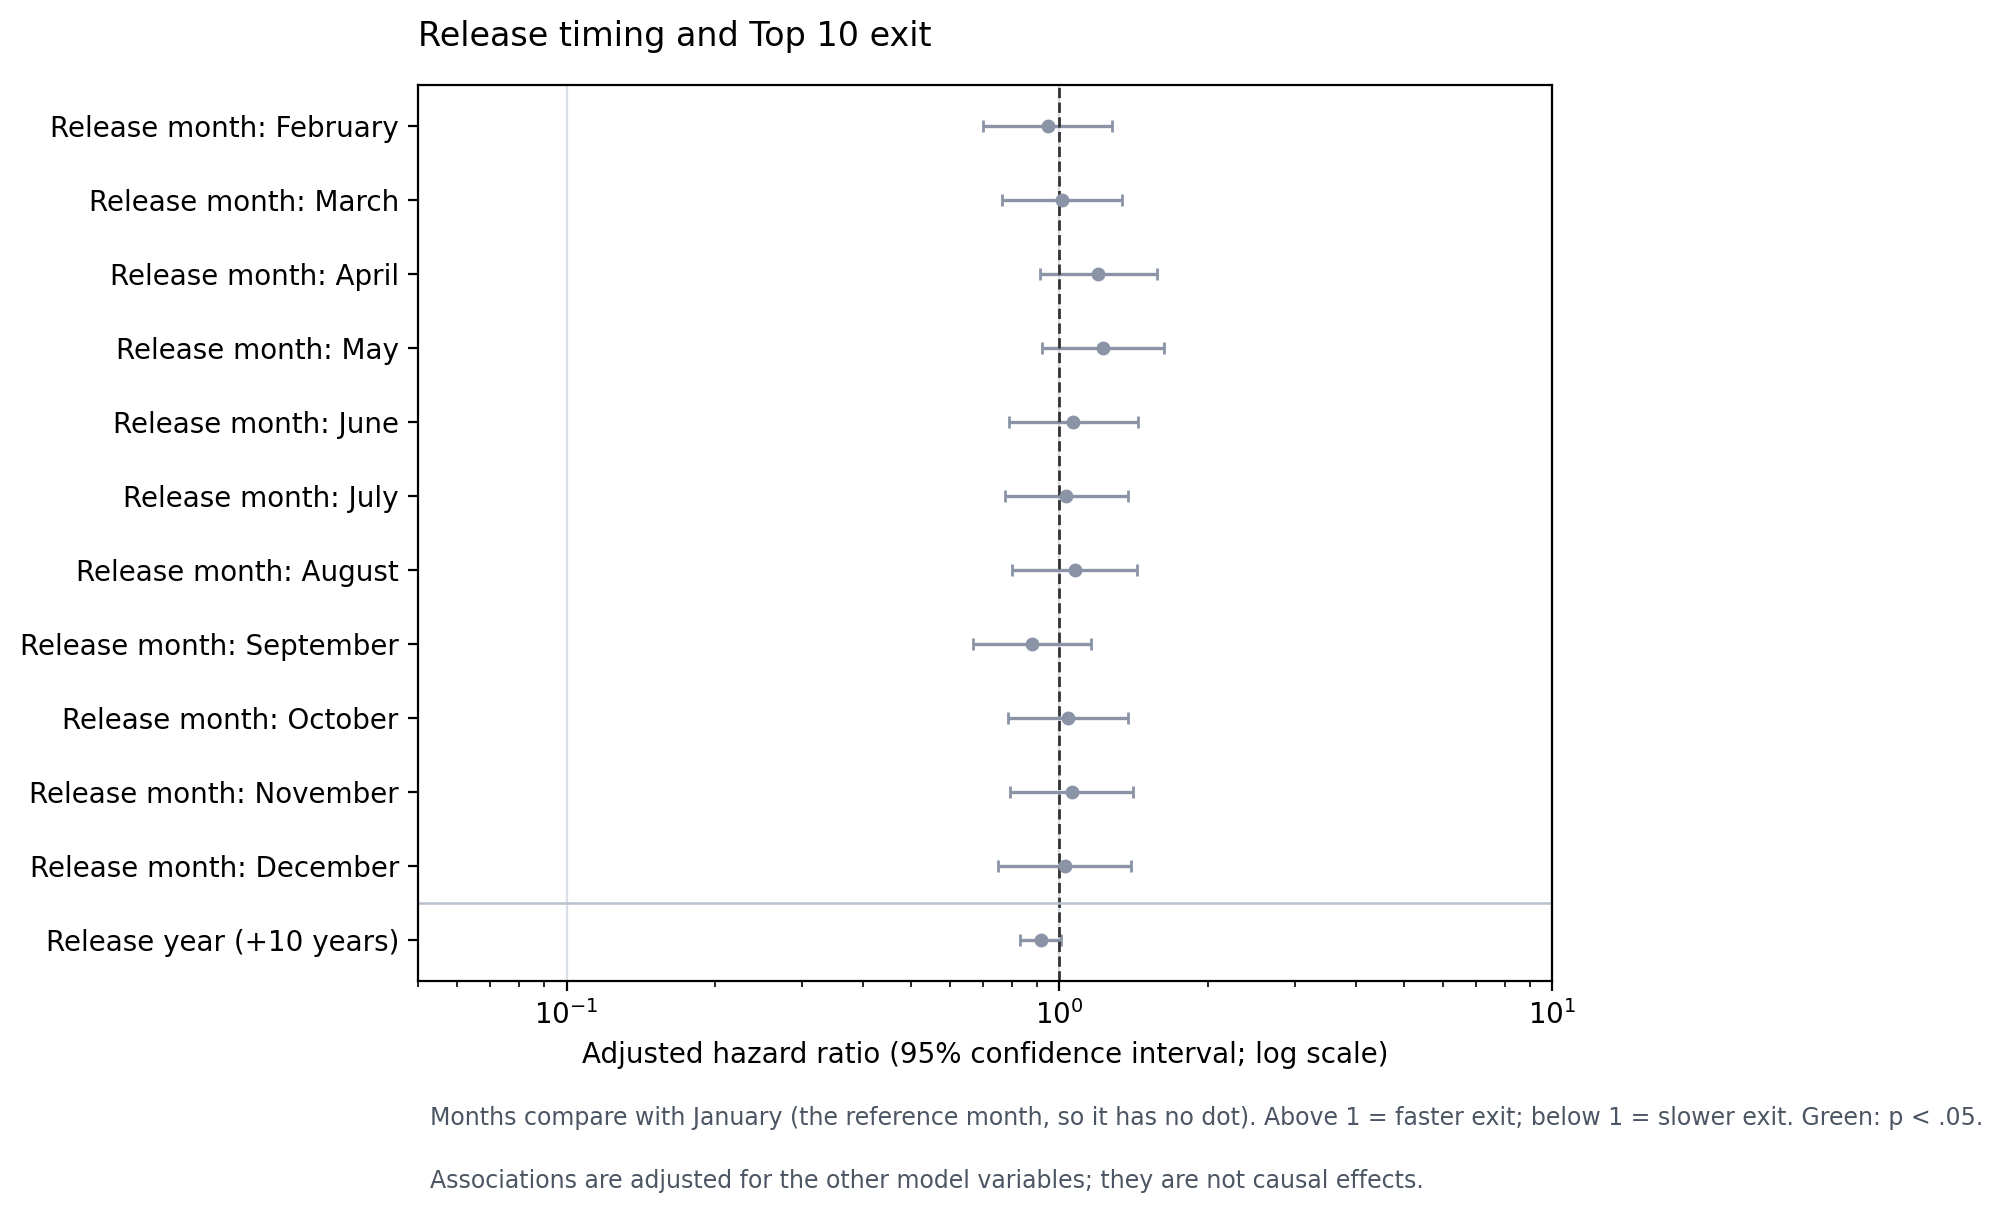 Release timing and Top 10 exit
Release month: February
Release month: March
Release month: April
Release month: May
Release month: June
Release month: July
Release month: August
Release month: September
Release month: October
Release month: November
Release month: December
Release year (+10 years)
10⁻¹ 10⁰ 10¹
Adjusted hazard ratio (95% confidence interval; log scale)
Months compare with January (the reference month, so it has no dot). Above 1 = faster exit; below 1 = slower exit. Green: p < .05.
Associations are adjusted for the other model variables; they are not causal effects.